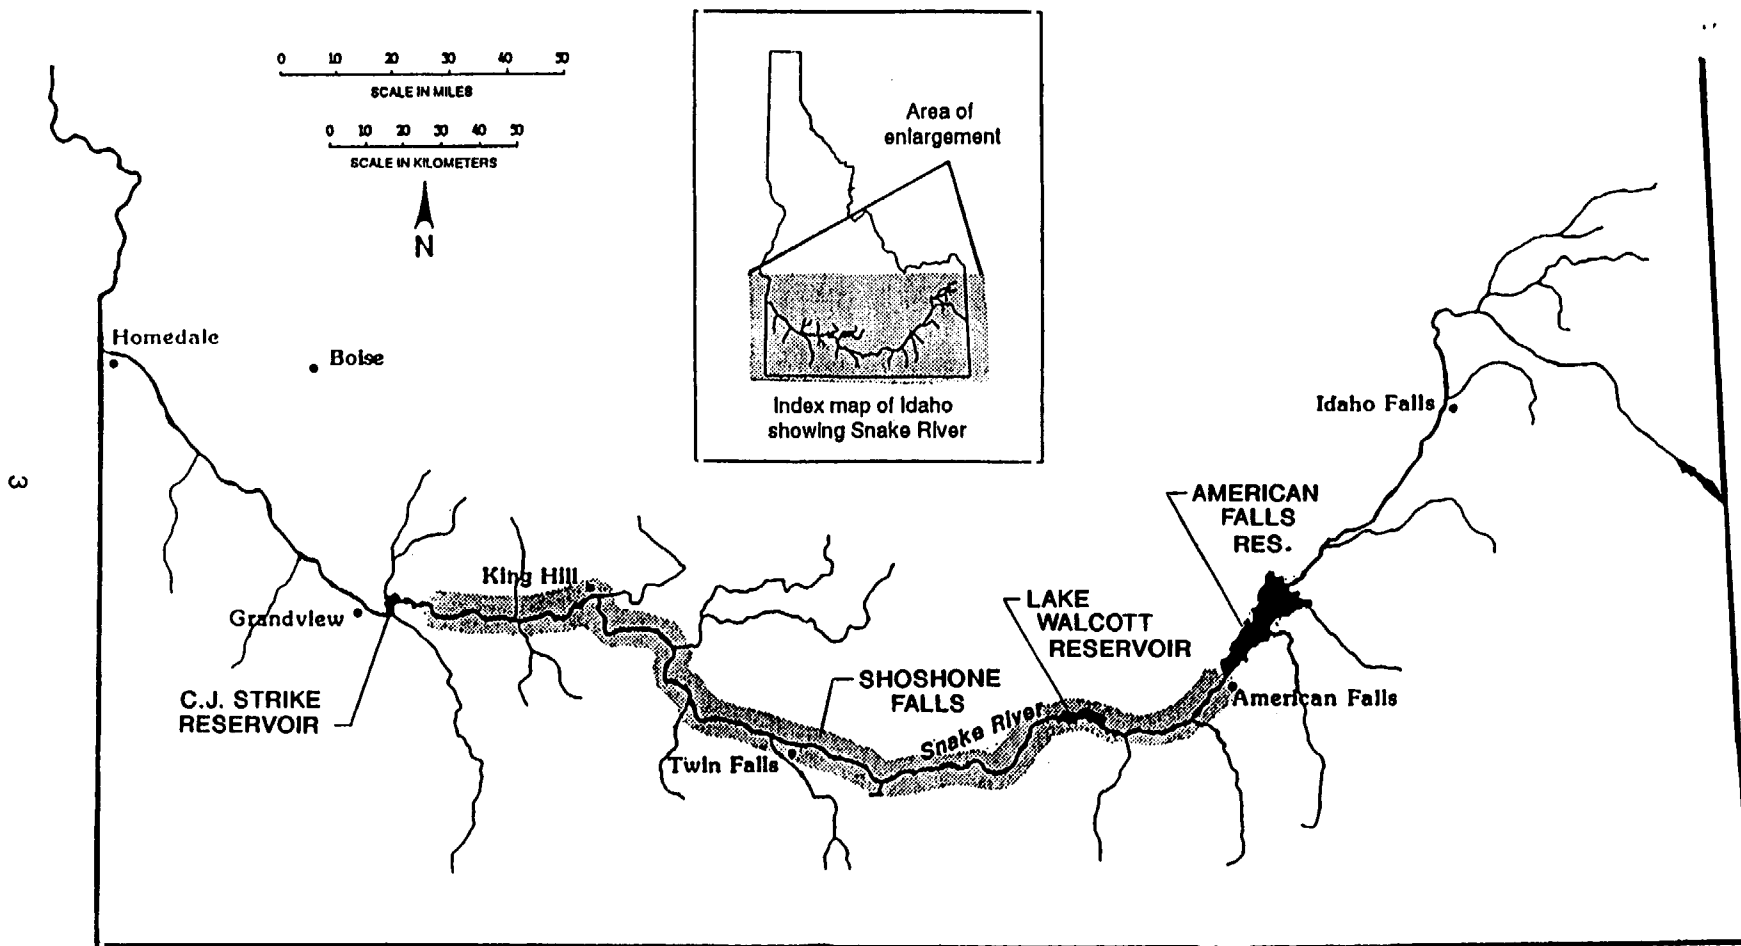 0 10 20 30 40 50
SCALE IN MILES
0 10 20 30 40 50
SCALE IN KILOMETERS
N
Area of
enlargement
Index map of Idaho
showing Snake River
Homedale
Boise
Idaho Falls
AMERICAN
FALLS
RES.
King Hill
Grandview
LAKE
WALCOTT
RESERVOIR
C.J. STRIKE
RESERVOIR
SHOSHONE
FALLS
American Falls
Snake River
Twin Falls
3